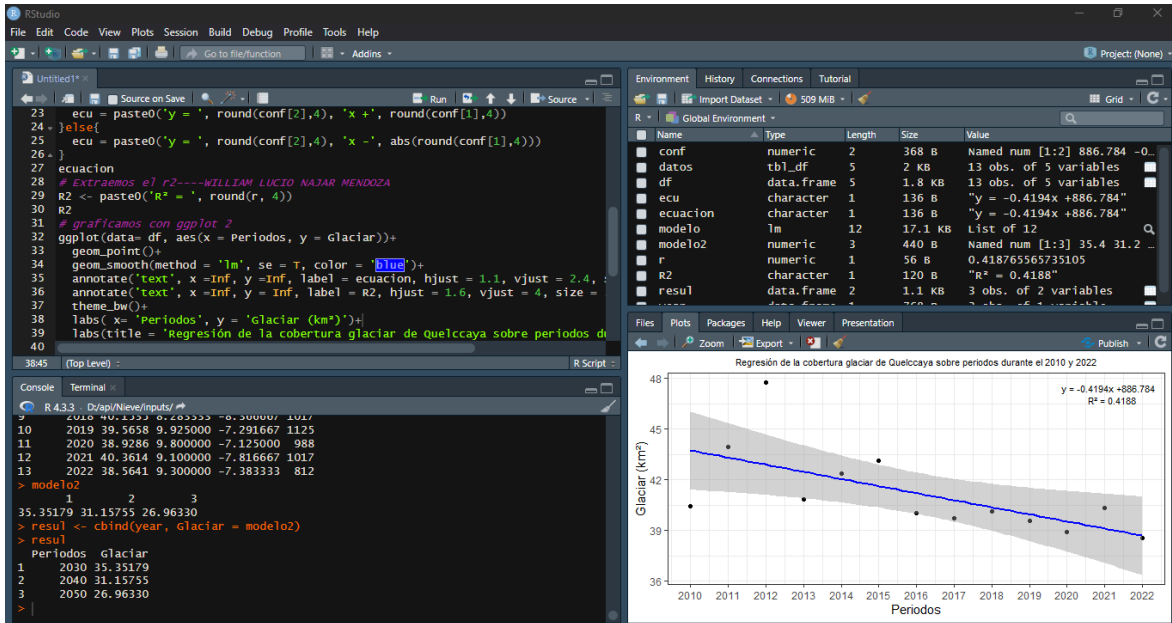 RStudio
File Edit Code View Plots Session Build Debug Profile Tools Help
Go to file/function Addins Project: (None)
Untitled1*
Source on Save Run Source
23 ecu = paste0('y = ', round(conf[2],4), 'x +', round(conf[1],4))
24 }else{
25 ecu = paste0('y = ', round(conf[2],4), 'x -', abs(round(conf[1],4)))
26 }
27 ecuacion
28 # Extraemos el r2----WILLIAM LUCIO NAJAR MENDOZA
29 R2 <- paste0('R² = ', round(r, 4))
30 R2
31 # graficamos con ggplot 2
32 ggplot(data= df, aes(x = Periodos, y = Glaciar))+
33 geom_point()+
34 geom_smooth(method = 'lm', se = T, color = 'blue')+
35 annotate('text', x =Inf, y =Inf, label = ecuacion, hjust = 1.1, vjust = 2.4,
36 annotate('text', x =Inf, y = Inf, label = R2, hjust = 1.6, vjust = 4, size =
37 theme_bw()+
38 labs( x= 'Periodos', y = 'Glaciar (km²)')+
39 labs(title = 'Regresión de la cobertura glaciar de Quelccaya sobre periodos
40
38:45 (Top Level) R Script
Console Terminal
R 4.3.3 · D:/api/Nieve/inputs/
10 2019 39.5658 9.925000 -7.291667 1125
11 2020 38.9286 9.800000 -7.125000 988
12 2021 40.3614 9.100000 -7.816667 1017
13 2022 38.5641 9.300000 -7.383333 812
> modelo2
1 2 3
35.35179 31.15755 26.96330
> resul <- cbind(year, Glaciar = modelo2)
> resul
Periodos Glaciar
1 2030 35.35179
2 2040 31.15755
3 2050 26.96330
>
Environment History Connections Tutorial
Import Dataset 509 MiB Grid
R Global Environment
Name Type Length Size Value
conf numeric 2 368 B Named num [1:2] 886.784 -0…
datos tbl_df 5 2 KB 13 obs. of 5 variables
df data.frame 5 1.8 KB 13 obs. of 5 variables
ecu character 1 136 B "y = -0.4194x +886.784"
ecuacion character 1 136 B "y = -0.4194x +886.784"
modelo lm 12 17.1 KB List of 12
modelo2 numeric 3 440 B Named num [1:3] 35.4 31.2 …
r numeric 1 56 B 0.418765565735105
R2 character 1 120 B "R² = 0.4188"
resul data.frame 2 1.1 KB 3 obs. of 2 variables
Files Plots Packages Help Viewer Presentation
Zoom Export Publish
Regresión de la cobertura glaciar de Quelccaya sobre periodos durante el 2010 y 2022
y = -0.4194x +886.784
R² = 0.4188
48
45
42
39
36
Glaciar (km²)
2010 2011 2012 2013 2014 2015 2016 2017 2018 2019 2020 2021 2022
Periodos